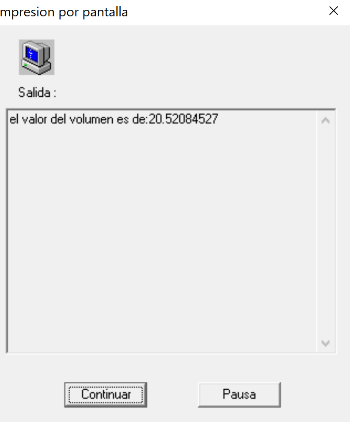 mpresion por pantalla
Salida :
el valor del volumen es de:20.52084527
Continuar
Pausa